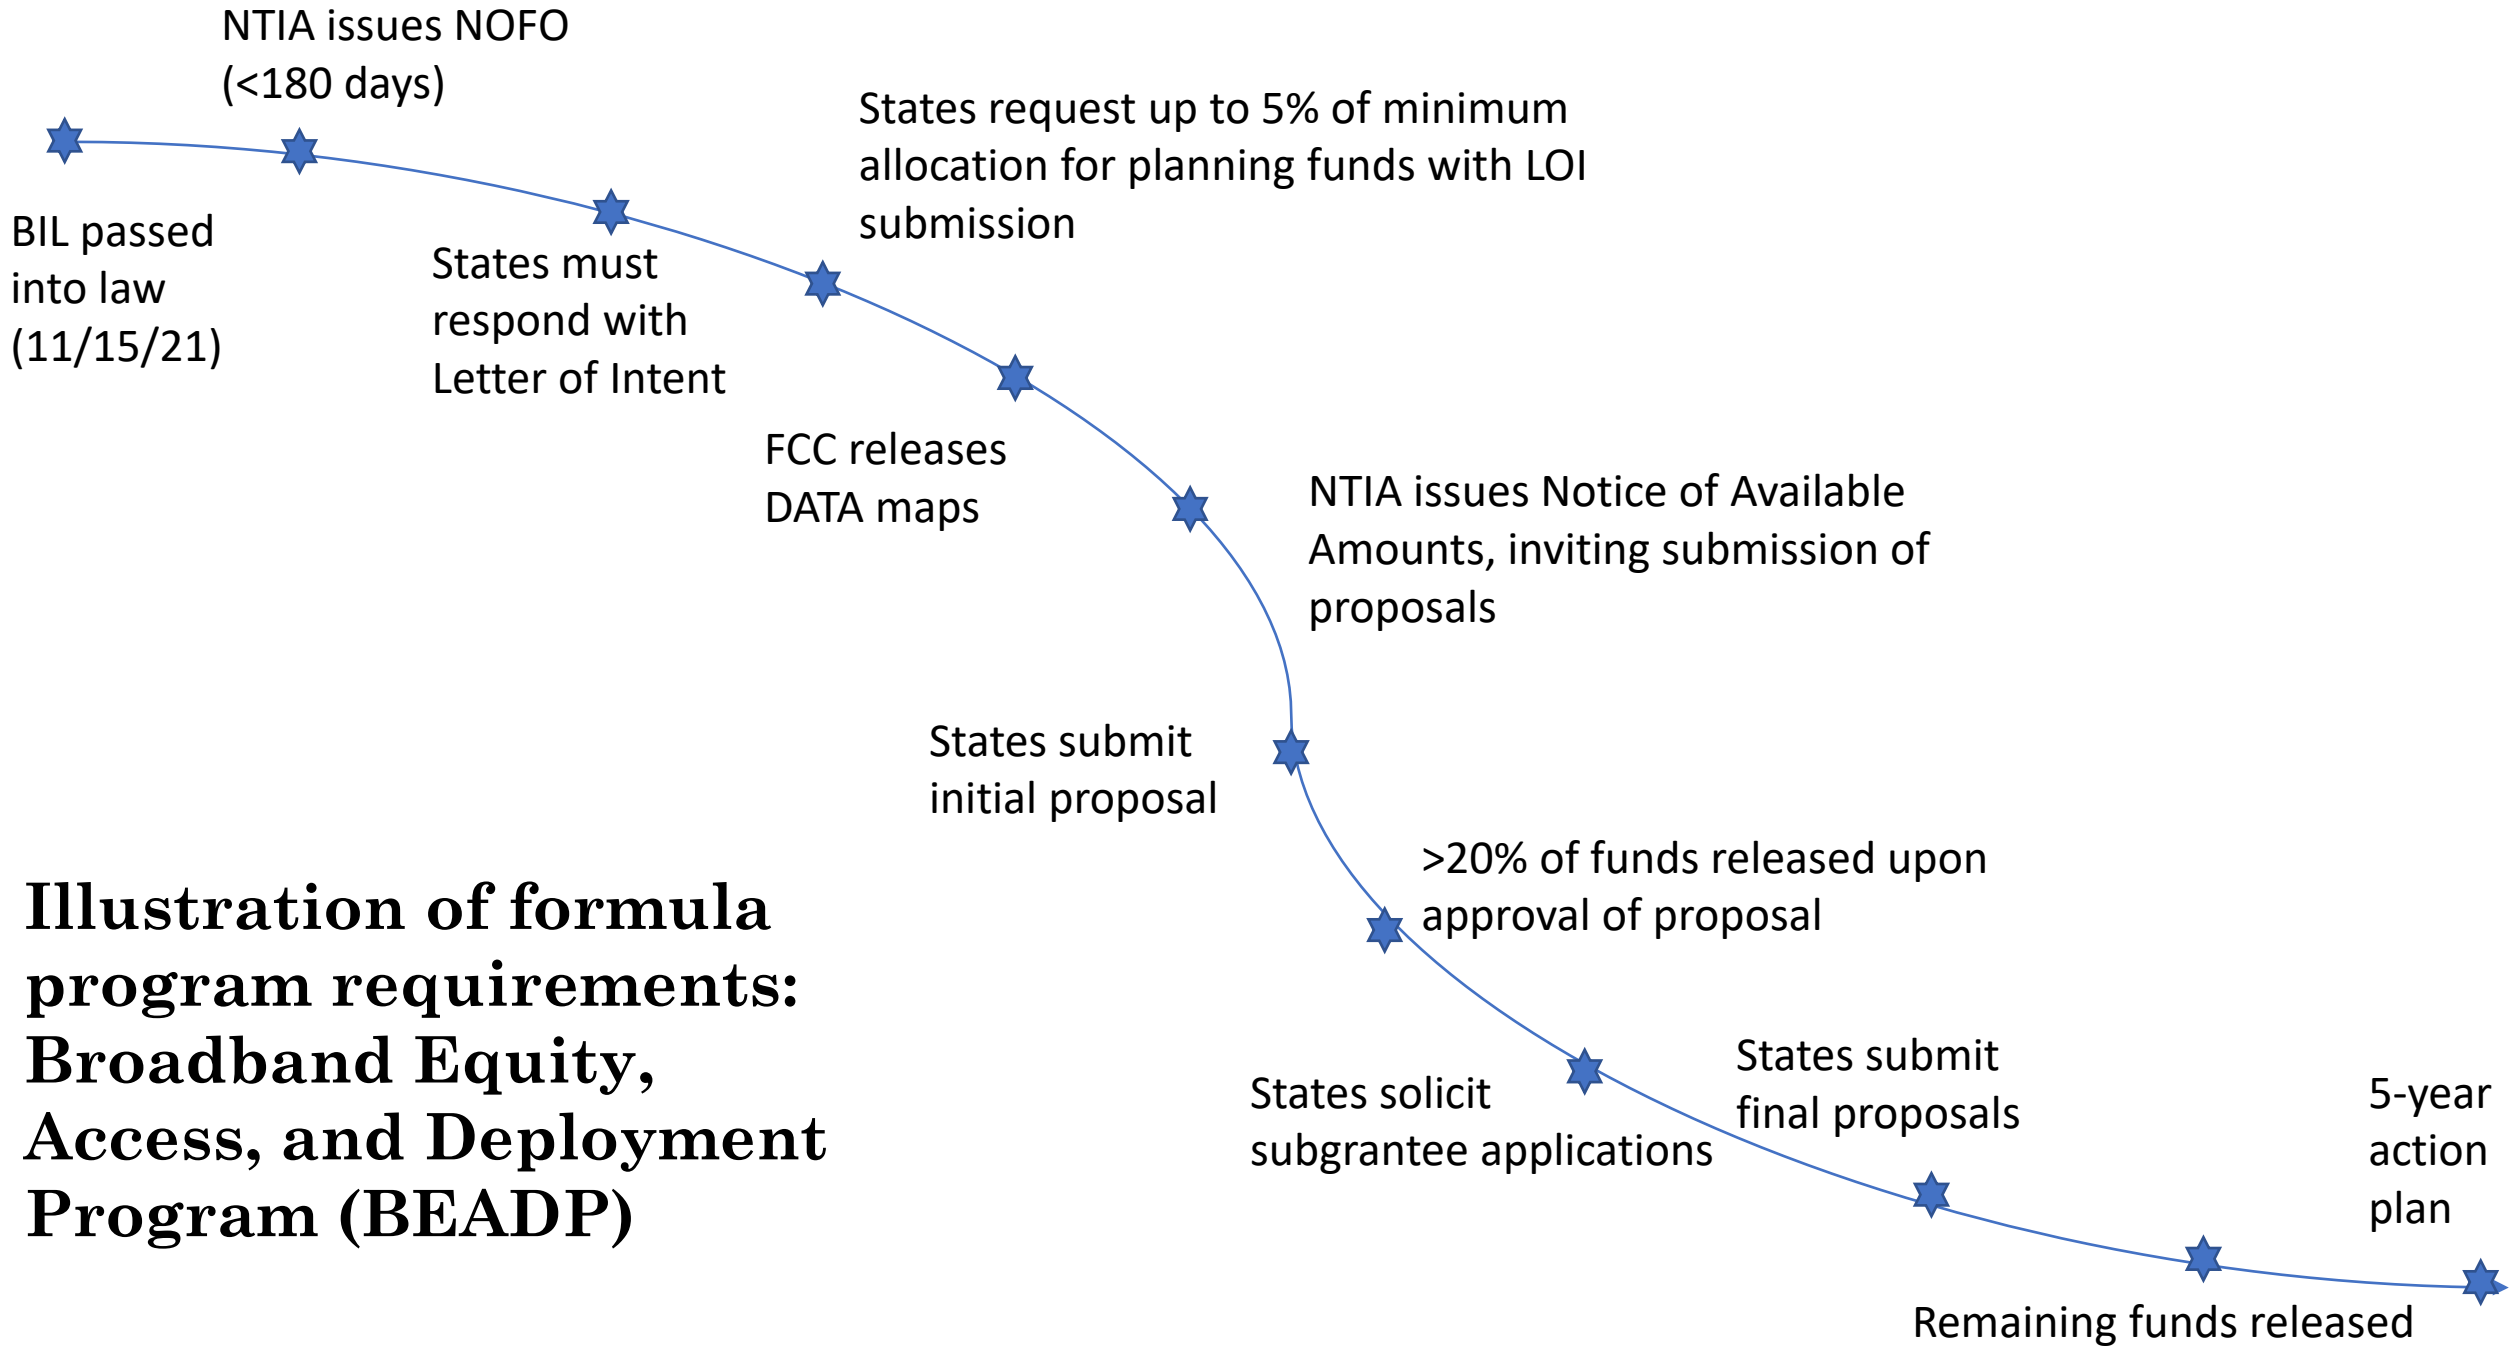 NTIA issues NOFO
(<180 days)
BIL passed
into law
(11/15/21)
States must
respond with
Letter of Intent
States request up to 5% of minimum
allocation for planning funds with LOI
submission
FCC releases
DATA maps
NTIA issues Notice of Available
Amounts, inviting submission of
proposals
States submit
initial proposal
>20% of funds released upon
approval of proposal
States solicit
subgrantee applications
States submit
final proposals
Remaining funds released
5-year
action
plan
Illustration of formula
program requirements:
Broadband Equity,
Access, and Deployment
Program (BEADP)